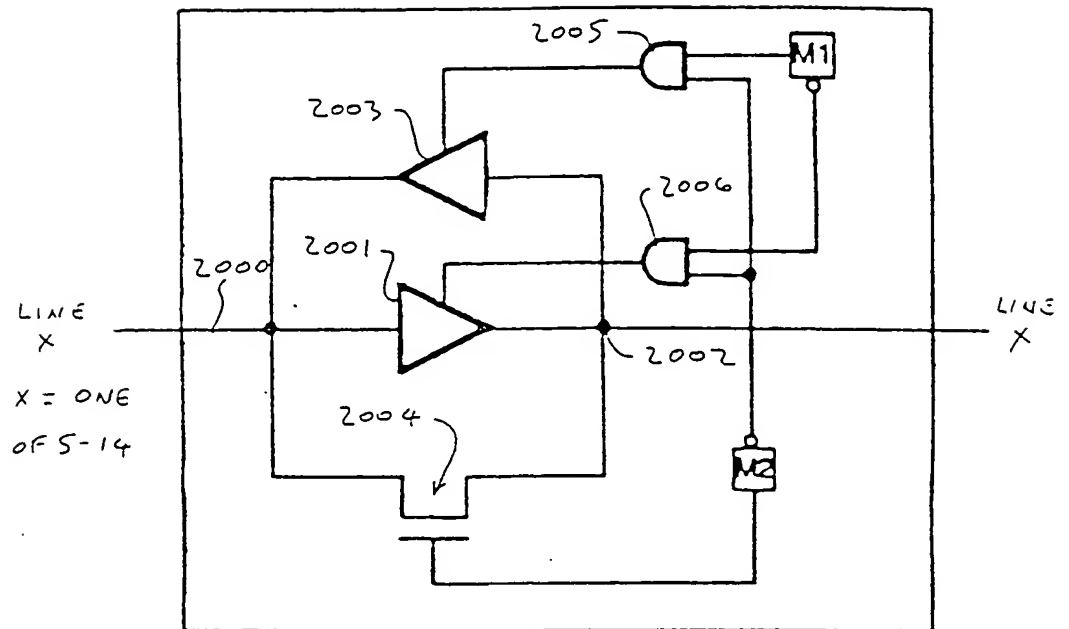 2005
M1
2003
2006
2001
2000
LINE
X
LINE
X
2002
X = ONE
OF 5-14
2004
M2